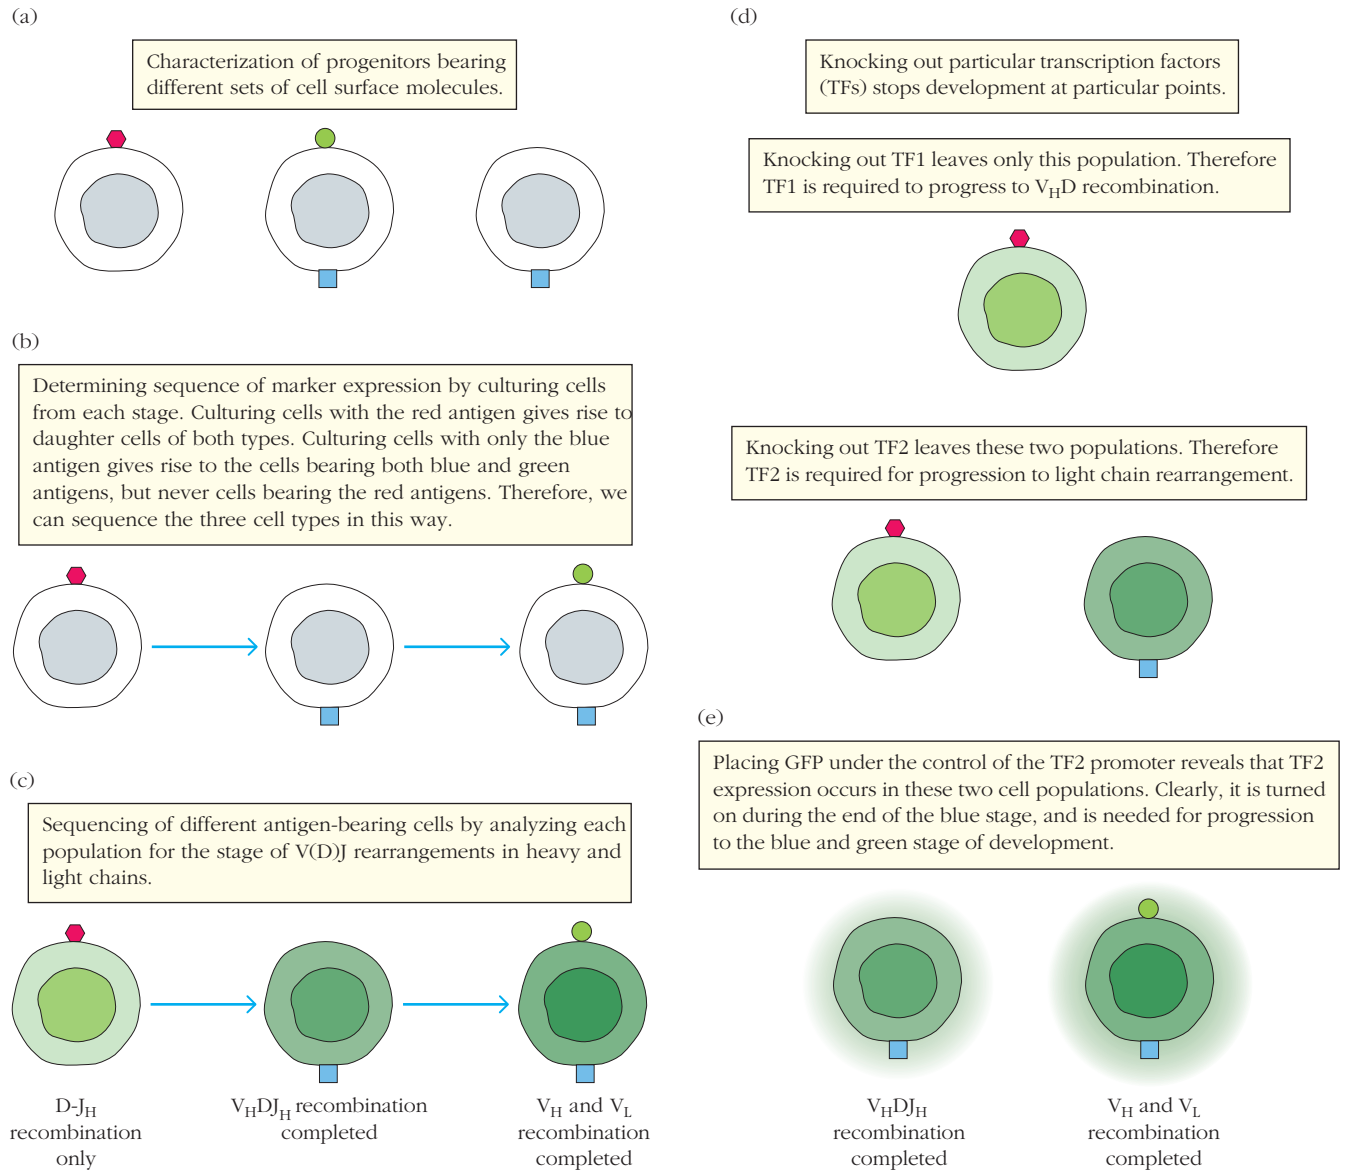 (a)
Characterization of progenitors bearing
different sets of cell surface molecules.
(b)
Determining sequence of marker expression by culturing cells
from each stage. Culturing cells with the red antigen gives rise to
daughter cells of both types. Culturing cells with only the blue
antigen gives rise to the cells bearing both blue and green
antigens, but never cells bearing the red antigens. Therefore, we
can sequence the three cell types in this way.
(c)
Sequencing of different antigen-bearing cells by analyzing each
population for the stage of V(D)J rearrangements in heavy and
light chains.
D-J_H
recombination
only
V_HDJ_H recombination
completed
V_H and V_L
recombination
completed
(d)
Knocking out particular transcription factors
(TFs) stops development at particular points.
Knocking out TF1 leaves only this population. Therefore
TF1 is required to progress to V_HD recombination.
Knocking out TF2 leaves these two populations. Therefore
TF2 is required for progression to light chain rearrangement.
(e)
Placing GFP under the control of the TF2 promoter reveals that TF2
expression occurs in these two cell populations. Clearly, it is turned
on during the end of the blue stage, and is needed for progression
to the blue and green stage of development.
V_HDJ_H
recombination
completed
V_H and V_L
recombination
completed